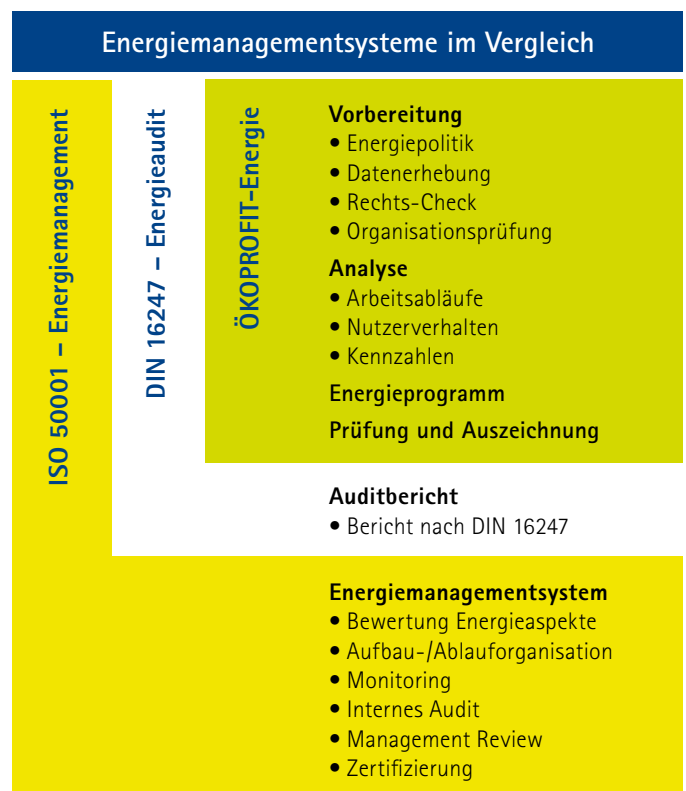 Energiemanagementsysteme im Vergleich
ISO 50001 – Energiemanagement
DIN 16247 – Energieaudit
ÖKOPROFIT-Energie
Vorbereitung
• Energiepolitik
• Datenerhebung
• Rechts-Check
• Organisationsprüfung
Analyse
• Arbeitsabläufe
• Nutzerverhalten
• Kennzahlen
Energieprogramm
Prüfung und Auszeichnung
Auditbericht
• Bericht nach DIN 16247
Energiemanagementsystem
• Bewertung Energieaspekte
• Aufbau-/Ablauforganisation
• Monitoring
• Internes Audit
• Management Review
• Zertifizierung